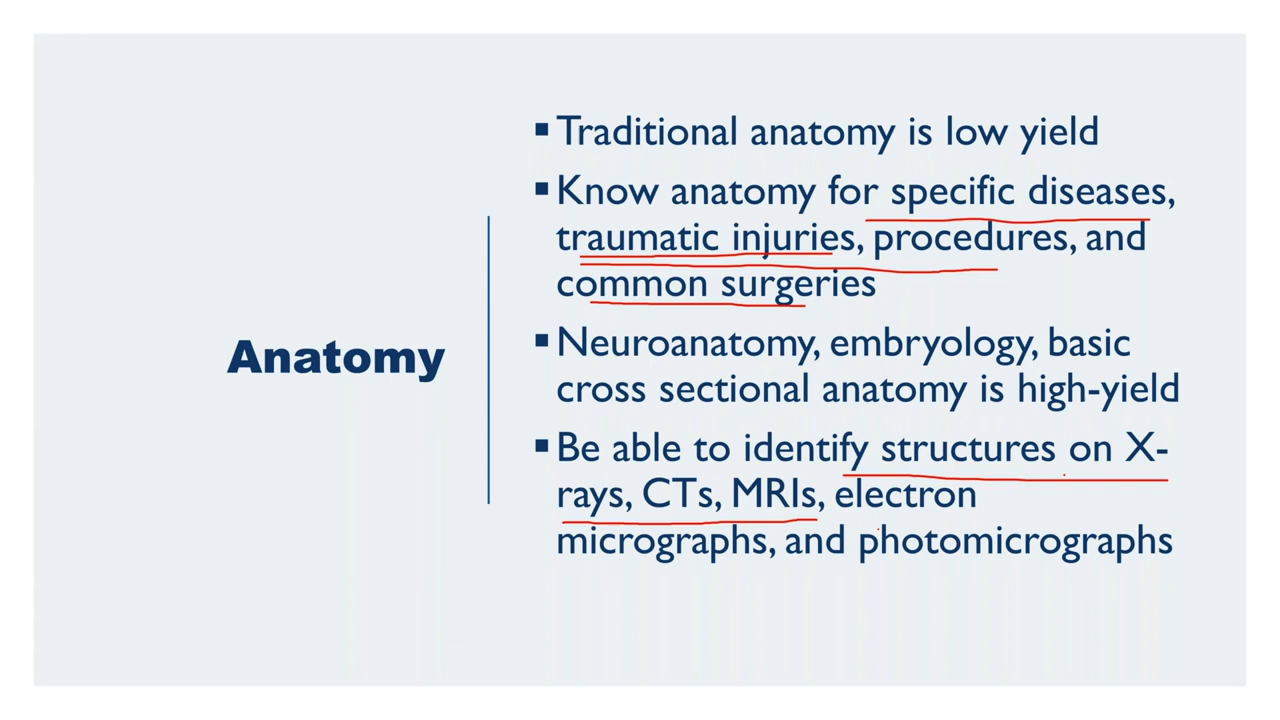 Anatomy
▪ Traditional anatomy is low yield
▪ Know anatomy for specific diseases,
traumatic injuries, procedures, and
common surgeries
▪ Neuroanatomy, embryology, basic
cross sectional anatomy is high-yield
▪ Be able to identify structures on X-
rays, CTs, MRIs, electron
micrographs, and photomicrographs